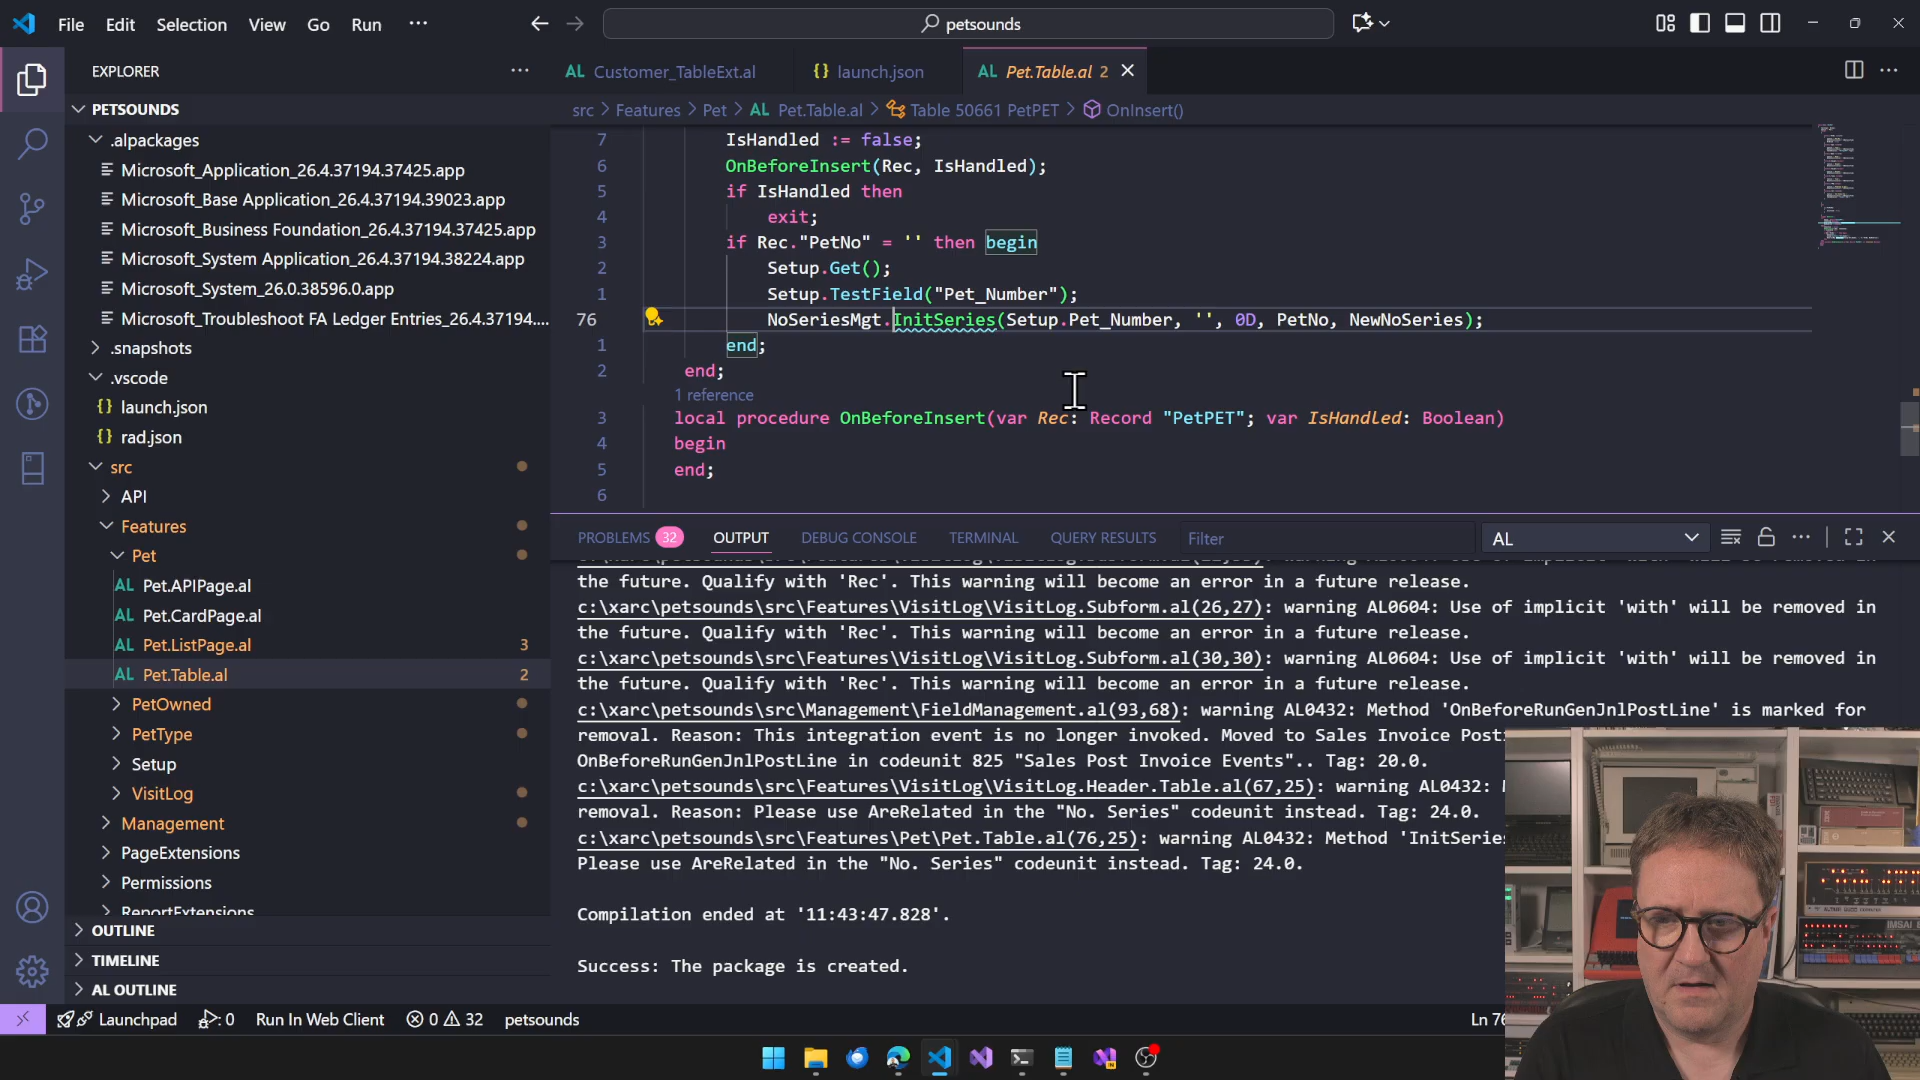 File Edit Selection View Go Run ··· petsounds
EXPLORER
PETSOUNDS
.alpackages
Microsoft_Application_26.4.37194.37425.app
Microsoft_Base Application_26.4.37194.39023.app
Microsoft_Business Foundation_26.4.37194.37425.app
Microsoft_System Application_26.4.37194.38224.app
Microsoft_System_26.0.38596.0.app
Microsoft_Troubleshoot FA Ledger Entries_26.4.37194....
.snapshots
.vscode
{} launch.json
{} rad.json
src
API
Features
Pet
AL Pet.APIPage.al
AL Pet.CardPage.al
AL Pet.ListPage.al 3
AL Pet.Table.al 2
PetOwned
PetType
Setup
VisitLog
Management
PageExtensions
Permissions
ReportExtensions
OUTLINE
TIMELINE
AL OUTLINE
AL Customer_TableExt.al {} launch.json AL Pet.Table.al 2
src > Features > Pet > AL Pet.Table.al > Table 50661 PetPET > OnInsert()
7 IsHandled := false;
6 OnBeforeInsert(Rec, IsHandled);
5 if IsHandled then
4 exit;
3 if Rec."PetNo" = '' then begin
2 Setup.Get();
1 Setup.TestField("Pet_Number");
76 NoSeriesMgt.InitSeries(Setup.Pet_Number, '', 0D, PetNo, NewNoSeries);
1 end;
2 end;
1 reference
3 local procedure OnBeforeInsert(var Rec: Record "PetPET"; var IsHandled: Boolean)
4 begin
5 end;
6
PROBLEMS 32 OUTPUT DEBUG CONSOLE TERMINAL QUERY RESULTS Filter AL
the future. Qualify with 'Rec'. This warning will become an error in a future release.
c:\xarc\petsounds\src\Features\VisitLog\VisitLog.Subform.al(26,27): warning AL0604: Use of implicit 'with' will be removed in
the future. Qualify with 'Rec'. This warning will become an error in a future release.
c:\xarc\petsounds\src\Features\VisitLog\VisitLog.Subform.al(30,30): warning AL0604: Use of implicit 'with' will be removed in
the future. Qualify with 'Rec'. This warning will become an error in a future release.
c:\xarc\petsounds\src\Management\FieldManagement.al(93,68): warning AL0432: Method 'OnBeforeRunGenJnlPostLine' is marked for
removal. Reason: This integration event is no longer invoked. Moved to Sales Invoice Post
OnBeforeRunGenJnlPostLine in codeunit 825 "Sales Post Invoice Events".. Tag: 20.0.
c:\xarc\petsounds\src\Features\VisitLog\VisitLog.Header.Table.al(67,25): warning AL0432:
removal. Reason: Please use AreRelated in the "No. Series" codeunit instead. Tag: 24.0.
c:\xarc\petsounds\src\Features\Pet\Pet.Table.al(76,25): warning AL0432: Method 'InitSeries
Please use AreRelated in the "No. Series" codeunit instead. Tag: 24.0.
Compilation ended at '11:43:47.828'.
Success: The package is created.
Launchpad : 0 Run In Web Client 0 32 petsounds Ln 76